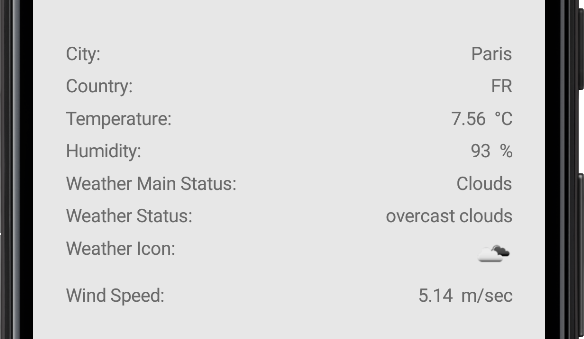 City: Paris
Country: FR
Temperature: 7.56 °C
Humidity: 93 %
Weather Main Status: Clouds
Weather Status: overcast clouds
Weather Icon:
Wind Speed: 5.14 m/sec